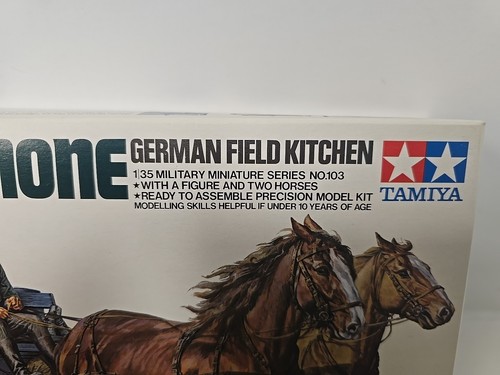 none
GERMAN FIELD KITCHEN
1/35 MILITARY MINIATURE SERIES NO.103
★WITH A FIGURE AND TWO HORSES
★READY TO ASSEMBLE PRECISION MODEL KIT
MODELLING SKILLS HELPFUL IF UNDER 10 YEARS OF AGE
TAMIYA